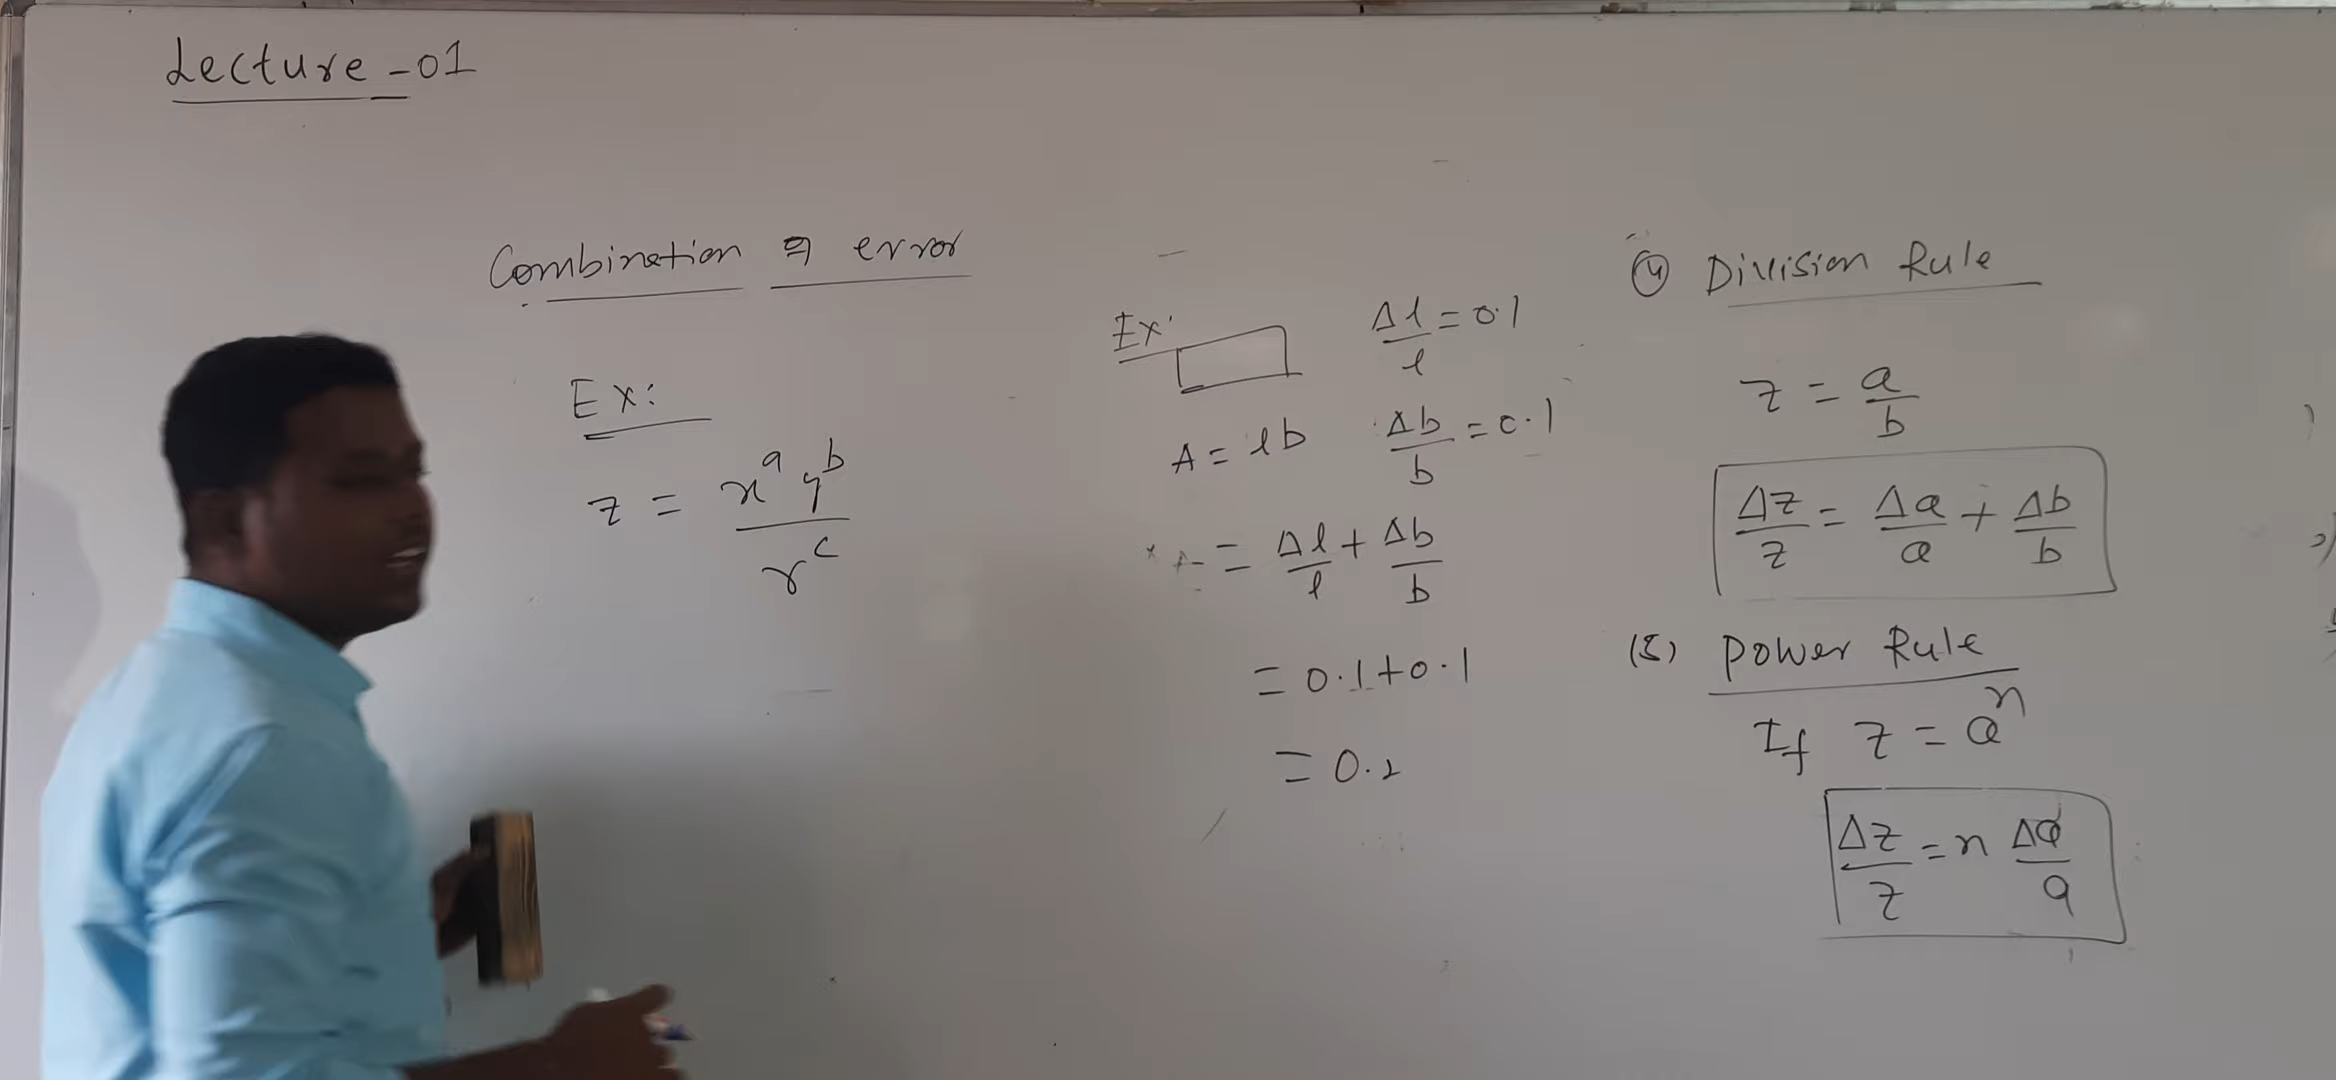 Lecture-01
Combination of error
Ex:
z = x^a y^b / r^c
Ex:
Δl/l = 0.1
A = lb
Δb/b = 0.1
= Δl/l + Δb/b
= 0.1+0.1
= 0.2
(4) Division Rule
z = a/b
Δz/z = Δa/a + Δb/b
(5) Power Rule
If z = a^n
Δz/z = n Δa/a